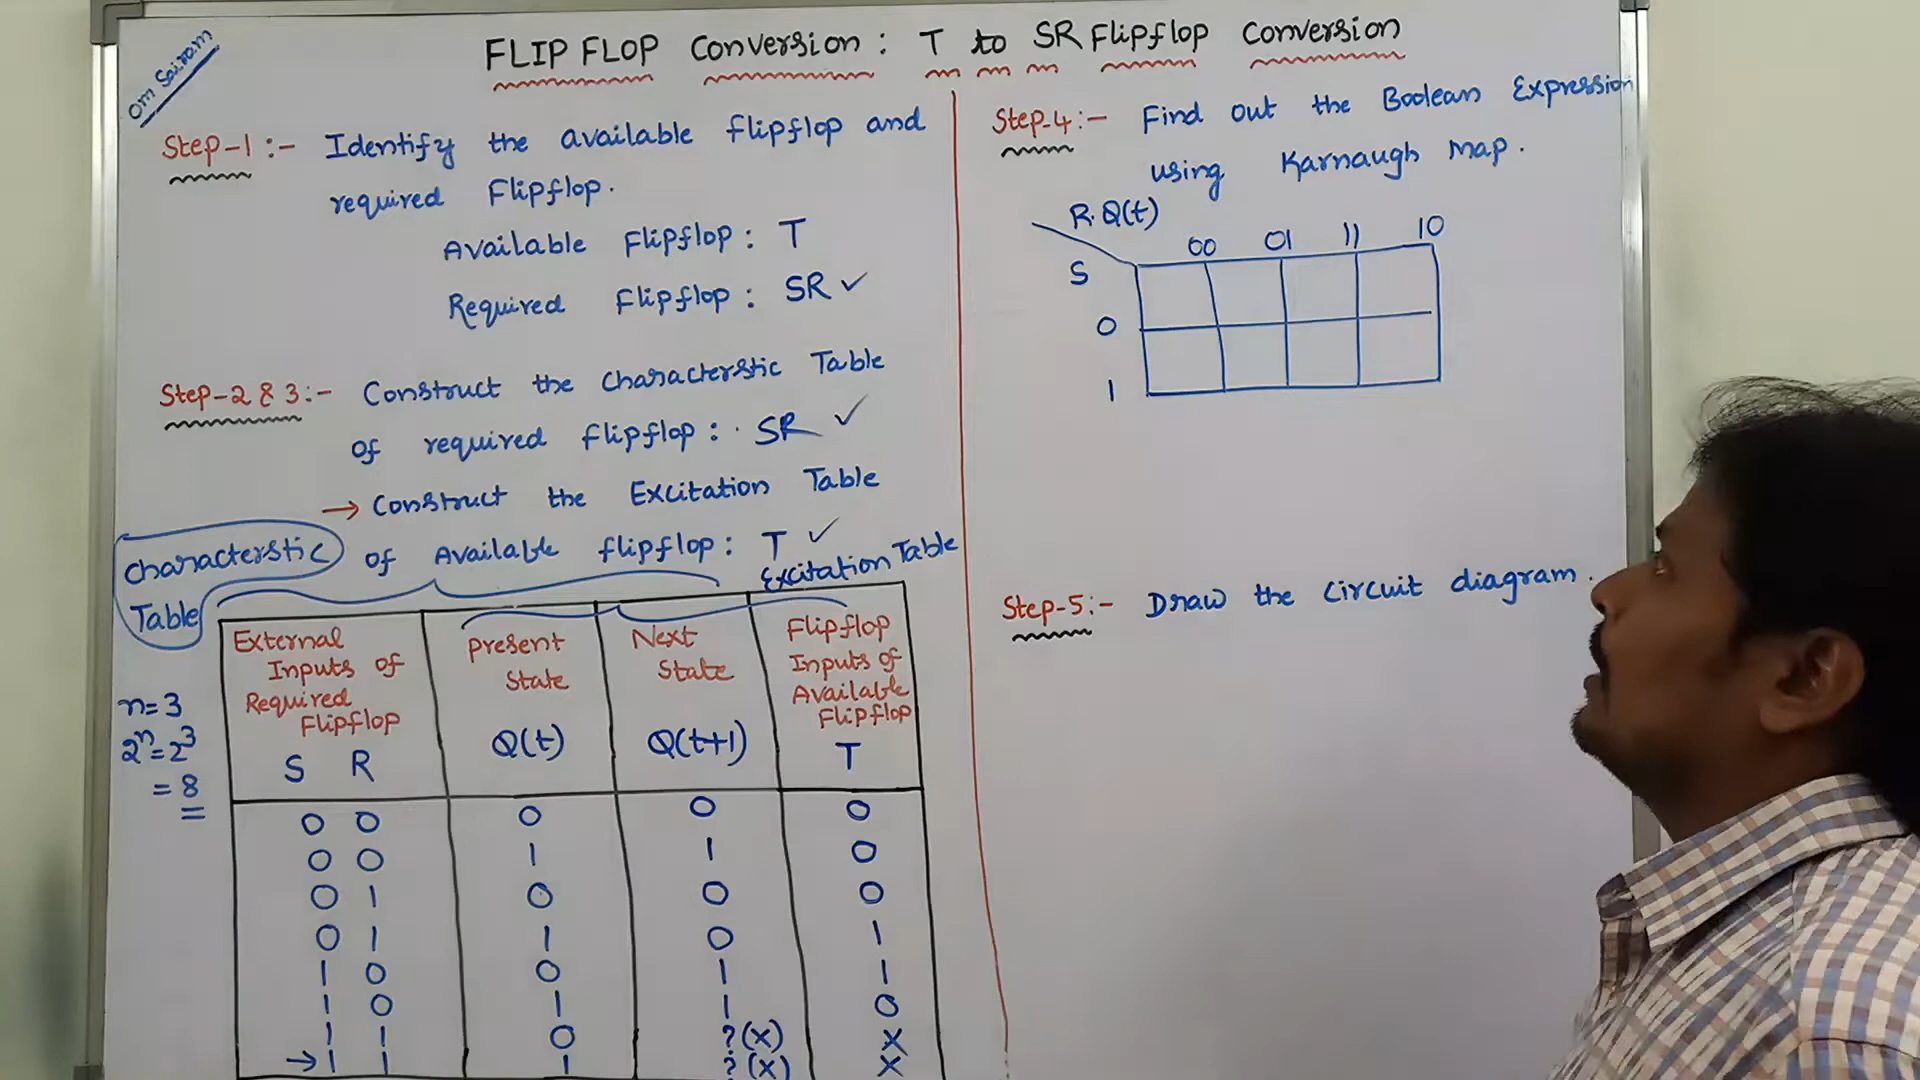 Om Sairam
FLIP FLOP Conversion : T to SR Flipflop Conversion
Step-1 :- Identify the available flipflop and
required Flipflop.
Available Flipflop : T
Required Flipflop : SR ✓
Step-2 & 3:- Construct the characterstic Table
of required flipflop : . SR ✓
→ Construct the Excitation Table
of Available flipflop : T ✓
characterstic
Table
Excitation Table
n=3
2ⁿ=2³
= 8
External
Inputs of
Required
Flipflop
S R
present
State
Q(t)
Next
State
Q(t+1)
Flipflop
Inputs of
Available
Flipflop
T
0 0 0 0 0
0 0 1 1 0
0 1 0 0 0
0 1 1 0 1
1 0 0 1 1
1 0 1 1 0
1 1 0 ?(x) x
→ 1 1 1 ?(x) x
Step-4:- Find out the Boolean Expression
using Karnaugh Map.
R.Q(t)
00 01 11 10
S
0
1
Step-5:- Draw the circuit diagram.